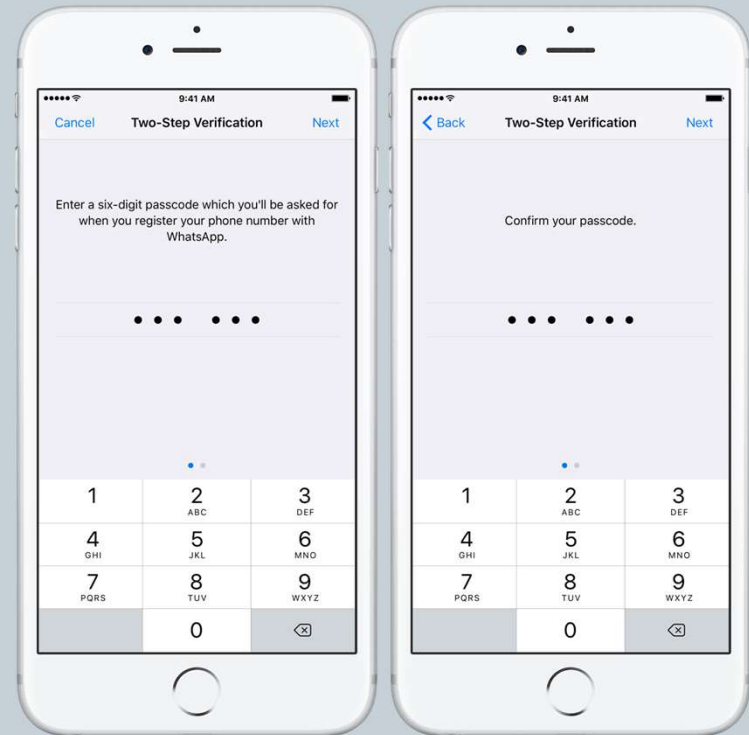 9:41 AM
Cancel Two-Step Verification Next
Enter a six-digit passcode which you'll be asked for
when you register your phone number with
WhatsApp.
1 2 3
ABC DEF
4 5 6
GHI JKL MNO
7 8 9
PQRS TUV WXYZ
0
9:41 AM
Back Two-Step Verification Next
Confirm your passcode.
1 2 3
ABC DEF
4 5 6
GHI JKL MNO
7 8 9
PQRS TUV WXYZ
0